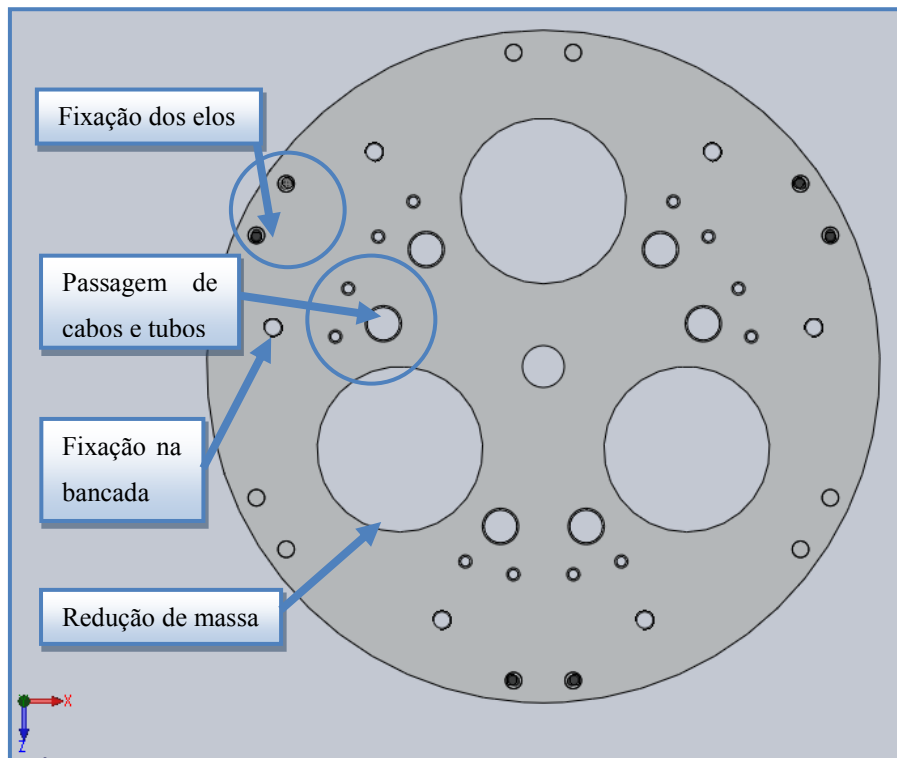 Fixação dos elos
Passagem de
cabos e tubos
Fixação na
bancada
Redução de massa
X
Z